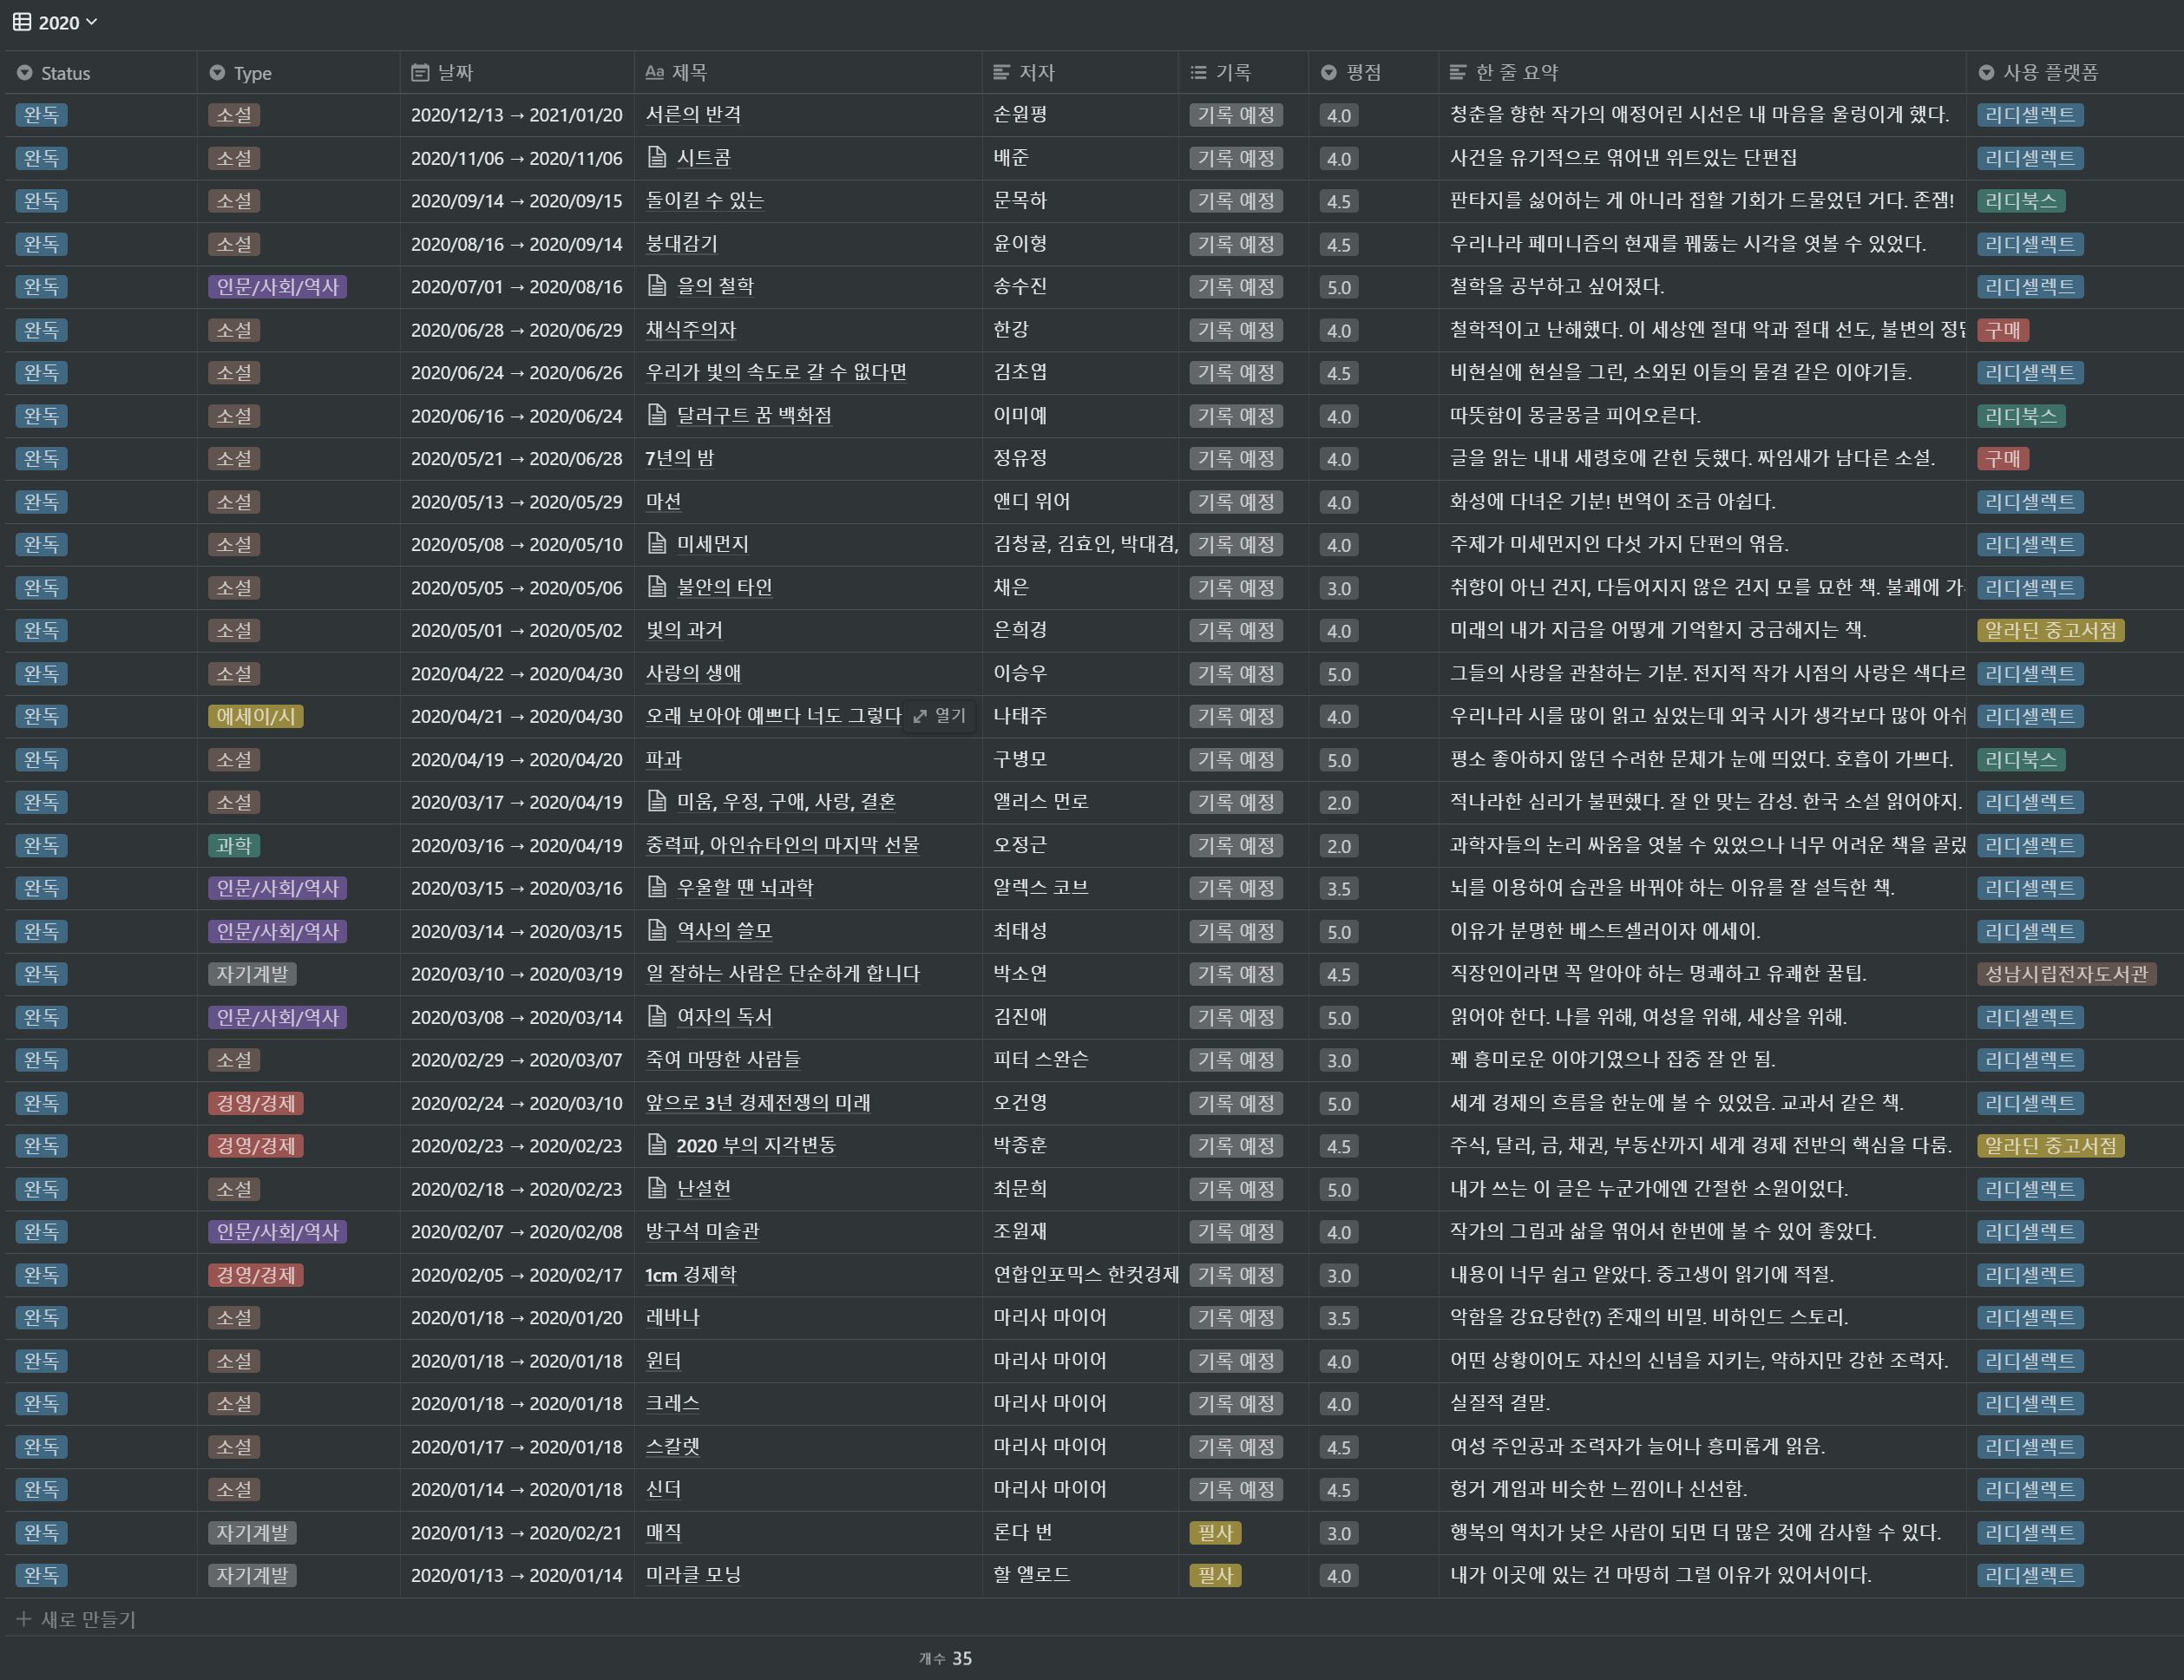 2020
Status Type 날짜 Aa 제목 저자 기록 평점 한 줄 요약 사용 플랫폼
완독 소설 2020/12/13 → 2021/01/20 서른의 반격 손원평 기록 예정 4.0 청춘을 향한 작가의 애정어린 시선은 내 마음을 울렁이게 했다. 리디셀렉트
완독 소설 2020/11/06 → 2020/11/06 시트콤 배준 기록 예정 4.0 사건을 유기적으로 엮어낸 위트있는 단편집 리디셀렉트
완독 소설 2020/09/14 → 2020/09/15 돌이킬 수 있는 문목하 기록 예정 4.5 판타지를 싫어하는 게 아니라 접할 기회가 드물었던 거다. 존잼! 리디북스
완독 소설 2020/08/16 → 2020/09/14 붕대감기 윤이형 기록 예정 4.5 우리나라 페미니즘의 현재를 꿰뚫는 시각을 엿볼 수 있었다. 리디셀렉트
완독 인문/사회/역사 2020/07/01 → 2020/08/16 을의 철학 송수진 기록 예정 5.0 철학을 공부하고 싶어졌다. 리디셀렉트
완독 소설 2020/06/28 → 2020/06/29 채식주의자 한강 기록 예정 4.0 철학적이고 난해했다. 이 세상엔 절대 악과 절대 선도, 불변의 구매
완독 소설 2020/06/24 → 2020/06/26 우리가 빛의 속도로 갈 수 없다면 김초엽 기록 예정 4.5 비현실에 현실을 그린, 소외된 이들의 물결 같은 이야기들. 리디셀렉트
완독 소설 2020/06/16 → 2020/06/24 달러구트 꿈 백화점 이미예 기록 예정 4.0 따뜻함이 몽글몽글 피어오른다. 리디북스
완독 소설 2020/05/21 → 2020/06/28 7년의 밤 정유정 기록 예정 4.0 글을 읽는 내내 세령호에 갇힌 듯했다. 짜임새가 남다른 소설. 구매
완독 소설 2020/05/13 → 2020/05/29 마션 앤디 위어 기록 예정 4.0 화성에 다녀온 기분! 번역이 조금 아쉽다. 리디셀렉트
완독 소설 2020/05/08 → 2020/05/10 미세먼지 김청귤, 김효인, 박대겸, 기록 예정 4.0 주제가 미세먼지인 다섯 가지 단편의 엮음. 리디셀렉트
완독 소설 2020/05/05 → 2020/05/06 불안의 타인 채은 기록 예정 3.0 취향이 아닌 건지, 다듬어지지 않은 건지 모를 묘한 책. 불쾌에 가 리디셀렉트
완독 소설 2020/05/01 → 2020/05/02 빛의 과거 은희경 기록 예정 4.0 미래의 내가 지금을 어떻게 기억할지 궁금해지는 책. 알라딘 중고서점
완독 소설 2020/04/22 → 2020/04/30 사랑의 생애 이승우 기록 예정 5.0 그들의 사랑을 관찰하는 기분. 전지적 작가 시점의 사랑은 색다르 리디셀렉트
완독 에세이/시 2020/04/21 → 2020/04/30 오래 보아야 예쁘다 너도 그렇다 열기 나태주 기록 예정 4.0 우리나라 시를 많이 읽고 싶었는데 외국 시가 생각보다 많아 아쉬 리디셀렉트
완독 소설 2020/04/19 → 2020/04/20 파과 구병모 기록 예정 5.0 평소 좋아하지 않던 수려한 문체가 눈에 띄었다. 호흡이 가쁘다. 리디북스
완독 소설 2020/03/17 → 2020/04/19 미움, 우정, 구애, 사랑, 결혼 앨리스 먼로 기록 예정 2.0 적나라한 심리가 불편했다. 잘 안 맞는 감성. 한국 소설 읽어야지. 리디셀렉트
완독 과학 2020/03/16 → 2020/04/19 중력파, 아인슈타인의 마지막 선물 오정근 기록 예정 2.0 과학자들의 논리 싸움을 엿볼 수 있었으나 너무 어려운 책을 골랐 리디셀렉트
완독 인문/사회/역사 2020/03/15 → 2020/03/16 우울할 땐 뇌과학 알렉스 코브 기록 예정 3.5 뇌를 이용하여 습관을 바꿔야 하는 이유를 잘 설득한 책. 리디셀렉트
완독 인문/사회/역사 2020/03/14 → 2020/03/15 역사의 쓸모 최태성 기록 예정 5.0 이유가 분명한 베스트셀러이자 에세이. 리디셀렉트
완독 자기계발 2020/03/10 → 2020/03/19 일 잘하는 사람은 단순하게 합니다 박소연 기록 예정 4.5 직장인이라면 꼭 알아야 하는 명쾌하고 유쾌한 꿀팁. 성남시립전자도서관
완독 인문/사회/역사 2020/03/08 → 2020/03/14 여자의 독서 김진애 기록 예정 5.0 읽어야 한다. 나를 위해, 여성을 위해, 세상을 위해. 리디셀렉트
완독 소설 2020/02/29 → 2020/03/07 죽여 마땅한 사람들 피터 스완슨 기록 예정 3.0 꽤 흥미로운 이야기였으나 집중 잘 안 됨. 리디셀렉트
완독 경영/경제 2020/02/24 → 2020/03/10 앞으로 3년 경제전쟁의 미래 오건영 기록 예정 5.0 세계 경제의 흐름을 한눈에 볼 수 있었음. 교과서 같은 책. 리디셀렉트
완독 경영/경제 2020/02/23 → 2020/02/23 2020 부의 지각변동 박종훈 기록 예정 4.5 주식, 달러, 금, 채권, 부동산까지 세계 경제 전반의 핵심을 다룸. 알라딘 중고서점
완독 소설 2020/02/18 → 2020/02/23 난설헌 최문희 기록 예정 5.0 내가 쓰는 이 글은 누군가에엔 간절한 소원이었다. 리디셀렉트
완독 인문/사회/역사 2020/02/07 → 2020/02/08 방구석 미술관 조원재 기록 예정 4.0 작가의 그림과 삶을 엮어서 한번에 볼 수 있어 좋았다. 리디셀렉트
완독 경영/경제 2020/02/05 → 2020/02/17 1cm 경제학 연합인포믹스 한컷경제 기록 예정 3.0 내용이 너무 쉽고 얕았다. 중고생이 읽기에 적절. 리디셀렉트
완독 소설 2020/01/18 → 2020/01/20 레바나 마리사 마이어 기록 예정 3.5 악함을 강요당한(?) 존재의 비밀. 비하인드 스토리. 리디셀렉트
완독 소설 2020/01/18 → 2020/01/18 윈터 마리사 마이어 기록 예정 4.0 어떤 상황이어도 자신의 신념을 지키는, 약하지만 강한 조력자. 리디셀렉트
완독 소설 2020/01/18 → 2020/01/18 크레스 마리사 마이어 기록 예정 4.0 실질적 결말. 리디셀렉트
완독 소설 2020/01/17 → 2020/01/18 스칼렛 마리사 마이어 기록 예정 4.5 여성 주인공과 조력자가 늘어나 흥미롭게 읽음. 리디셀렉트
완독 소설 2020/01/14 → 2020/01/18 신더 마리사 마이어 기록 예정 4.5 헝거 게임과 비슷한 느낌이나 신선함. 리디셀렉트
완독 자기계발 2020/01/13 → 2020/02/21 매직 론다 번 필사 3.0 행복의 역치가 낮은 사람이 되면 더 많은 것에 감사할 수 있다. 리디셀렉트
완독 자기계발 2020/01/13 → 2020/01/14 미라클 모닝 할 엘로드 필사 4.0 내가 이곳에 있는 건 마땅히 그럴 이유가 있어서이다. 리디셀렉트
+ 새로 만들기
개수 35